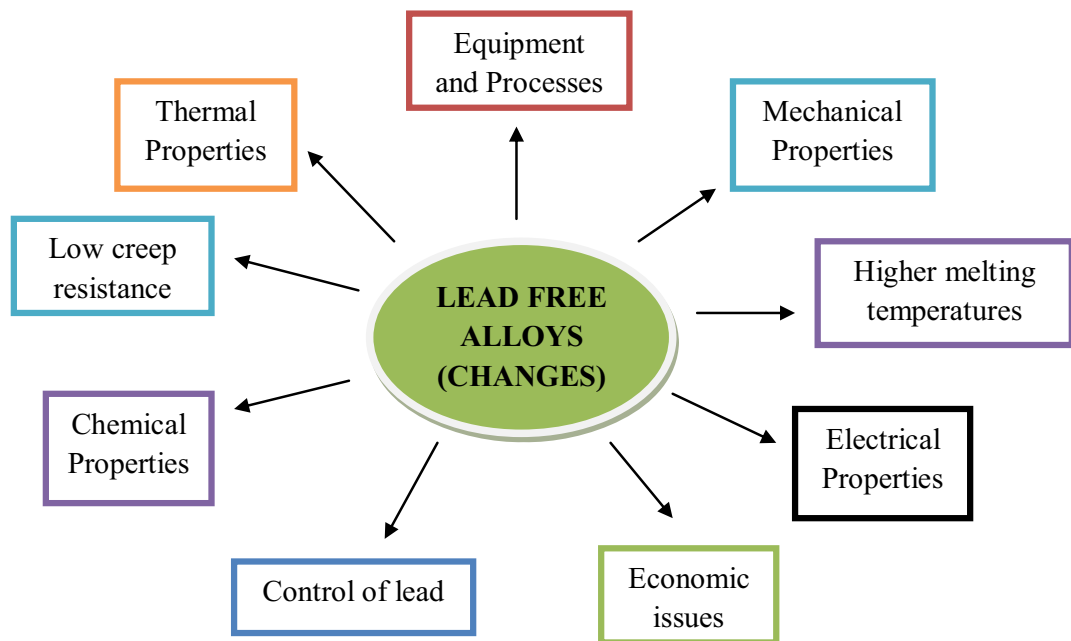 Equipment
and Processes
Thermal
Properties
Mechanical
Properties
Low creep
resistance
LEAD FREE
ALLOYS
(CHANGES)
Higher melting
temperatures
Chemical
Properties
Electrical
Properties
Control of lead
Economic
issues